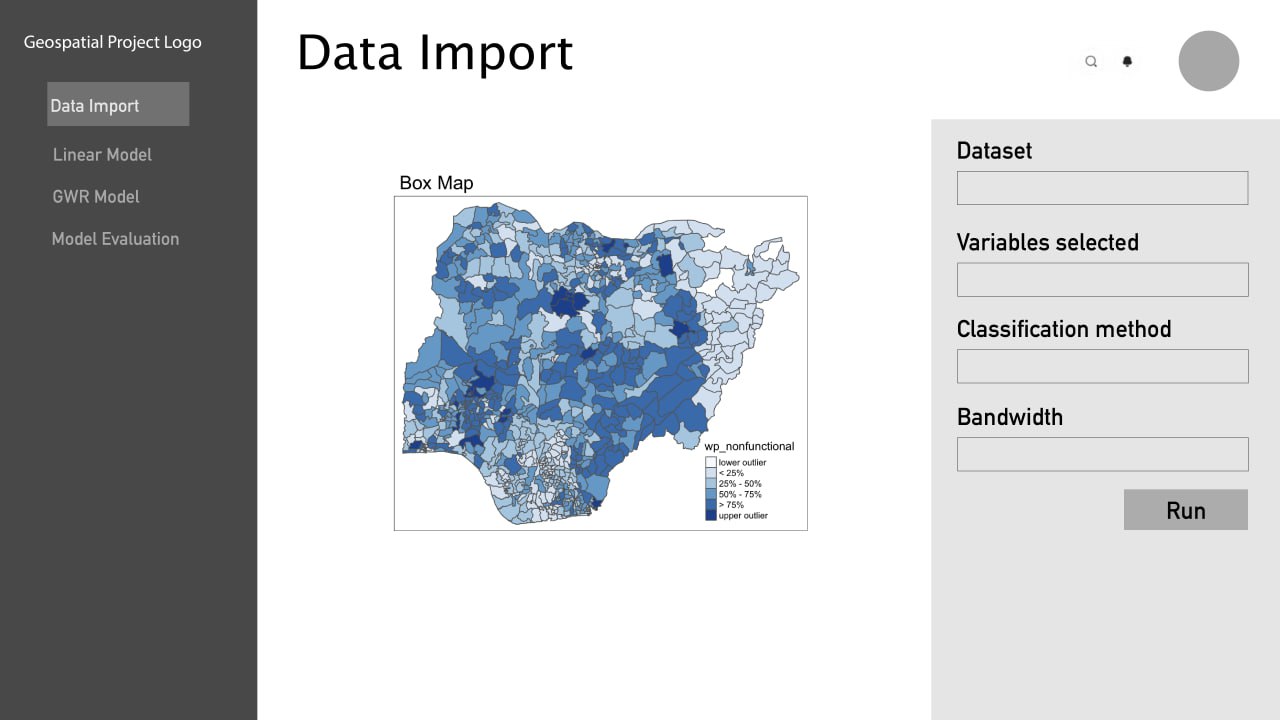 Geospatial Project Logo
Data Import
Linear Model
GWR Model
Model Evaluation
Data Import
Box Map
wp_nonfunctional
lower outlier
< 25%
25% - 50%
50% - 75%
> 75%
upper outlier
Dataset
Variables selected
Classification method
Bandwidth
Run